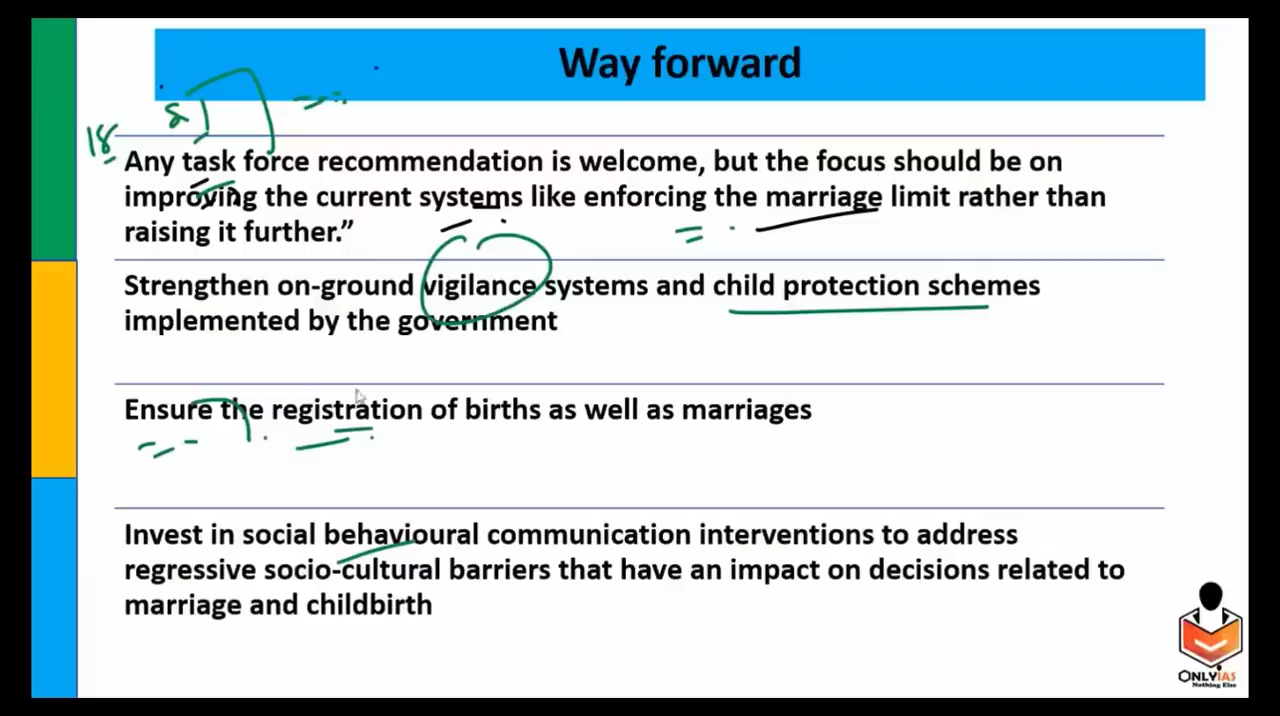 Way forward
18
Any task force recommendation is welcome, but the focus should be on
improving the current systems like enforcing the marriage limit rather than
raising it further.”
Strengthen on-ground vigilance systems and child protection schemes
implemented by the government
Ensure the registration of births as well as marriages
Invest in social behavioural communication interventions to address
regressive socio-cultural barriers that have an impact on decisions related to
marriage and childbirth
ONLYIAS
Nothing Else